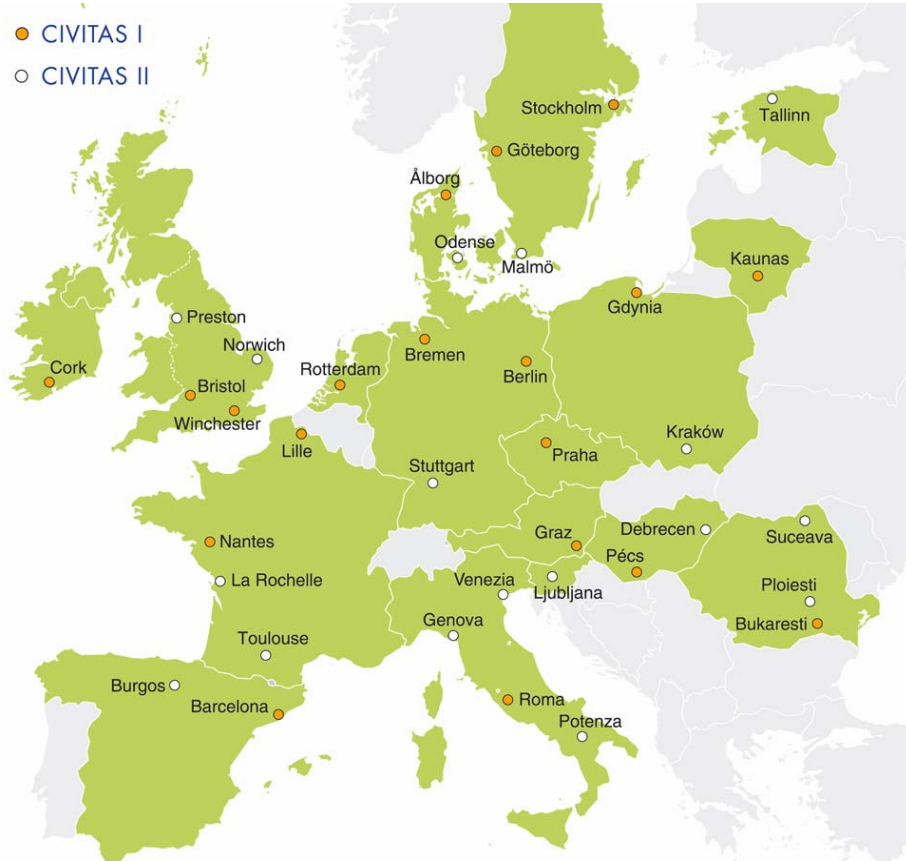 CIVITAS I
CIVITAS II
Stockholm
Tallinn
Göteborg
Ålborg
Odense
Malmö
Kaunas
Gdynia
Preston
Norwich
Bremen
Cork
Rotterdam
Berlin
Bristol
Winchester
Lille
Kraków
Praha
Stuttgart
Nantes
Graz
Debrecen
Suceava
Pécs
La Rochelle
Venezia
Ljubljana
Ploiesti
Genova
Bukaresti
Toulouse
Burgos
Barcelona
Roma
Potenza